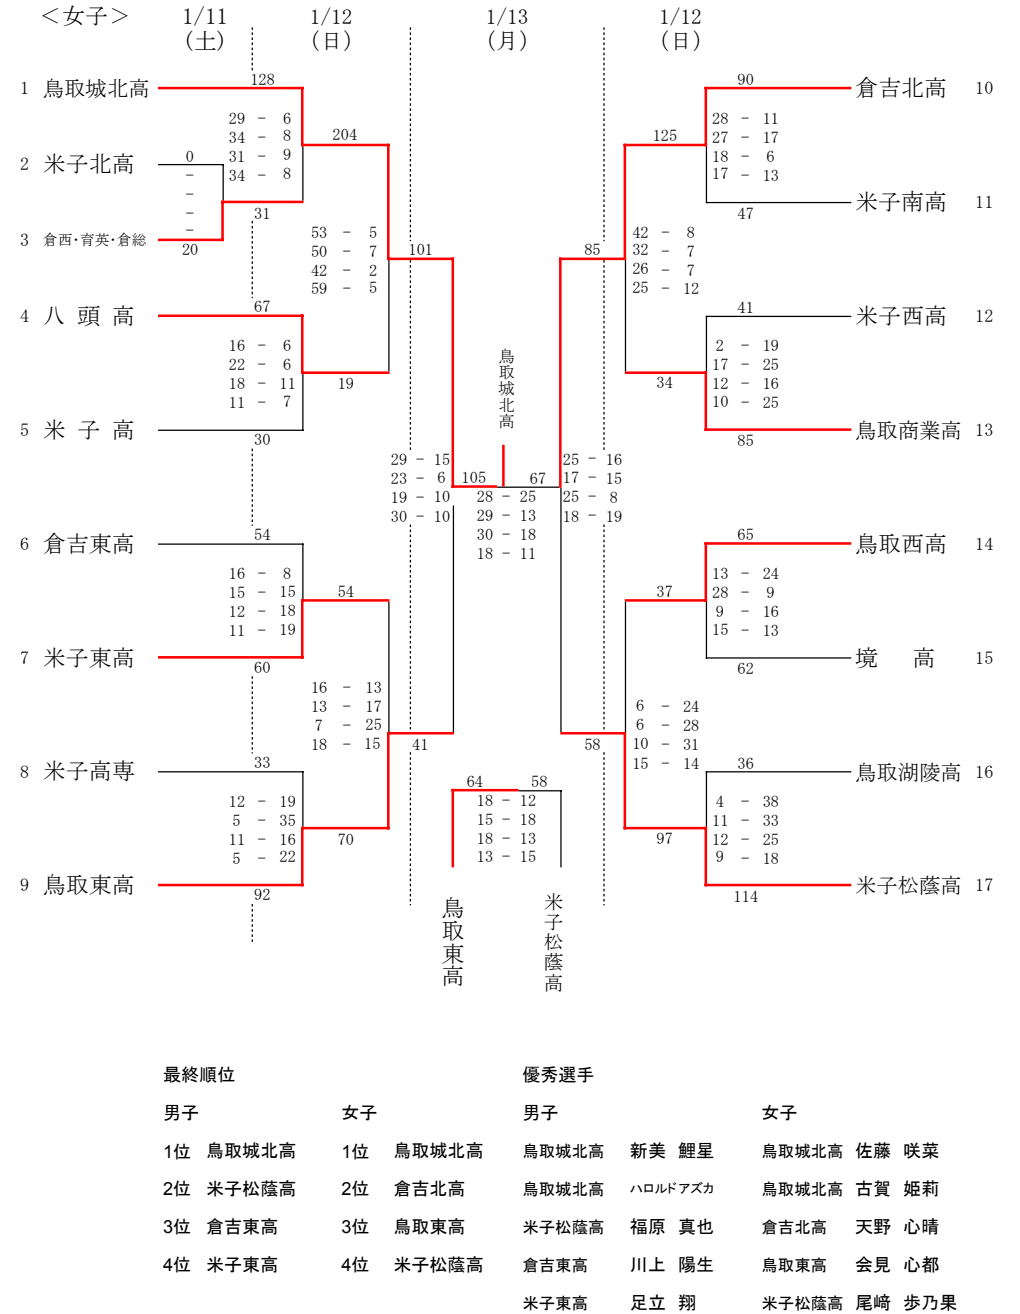 ＜女子＞ 1/11 1/12 1/13 1/12
(土) (日) (月) (日)
1 鳥取城北高 128 90 倉吉北高 10
29 － 6 28 － 11
34 － 8 204 125 27 － 17
2 米子北高 0 31 － 9 18 － 6
－ 34 － 8 17 － 13
－
－ 31 47 米子南高 11
－
3 倉西・育英・倉総 20 53 － 5 101 85 42 － 8
50 － 7 32 － 7
42 － 2 26 － 7
59 － 5 25 － 12
4 八頭高 67 41 米子西高 12
16 － 6 2 － 19
22 － 6 17 － 25
18 － 11 19 鳥取城北高 34 12 － 16
11 － 7 10 － 25
5 米子高 30 85 鳥取商業高 13
29 － 15 25 － 16
23 － 6 105 67 17 － 15
19 － 10 28 － 25 25 － 8
30 － 10 29 － 13 18 － 19
30 － 18
18 － 11
6 倉吉東高 54 65 鳥取西高 14
16 － 8 13 － 24
15 － 15 54 37 28 － 9
12 － 18 9 － 16
11 － 19 15 － 13
7 米子東高 60 62 境高 15
16 － 13 6 － 24
13 － 17 6 － 28
7 － 25 41 58 10 － 31
18 － 15 15 － 14
8 米子高専 33 64 58 36 鳥取湖陵高 16
12 － 19 18 － 12 4 － 38
5 － 35 70 15 － 18 97 11 － 33
11 － 16 18 － 13 12 － 25
5 － 22 13 － 15 9 － 18
9 鳥取東高 92 114 米子松蔭高 17
鳥取東高 米子松蔭高
最終順位 優秀選手
男子 女子 男子 女子
1位 鳥取城北高 1位 鳥取城北高 鳥取城北高 新美 鯉星 鳥取城北高 佐藤 咲菜
2位 米子松蔭高 2位 倉吉北高 鳥取城北高 ハロルドアズカ 鳥取城北高 古賀 姫莉
3位 倉吉東高 3位 鳥取東高 米子松蔭高 福原 真也 倉吉北高 天野 心晴
4位 米子東高 4位 米子松蔭高 倉吉東高 川上 陽生 鳥取東高 会見 心都
米子東高 足立 翔 米子松蔭高 尾﨑 歩乃果